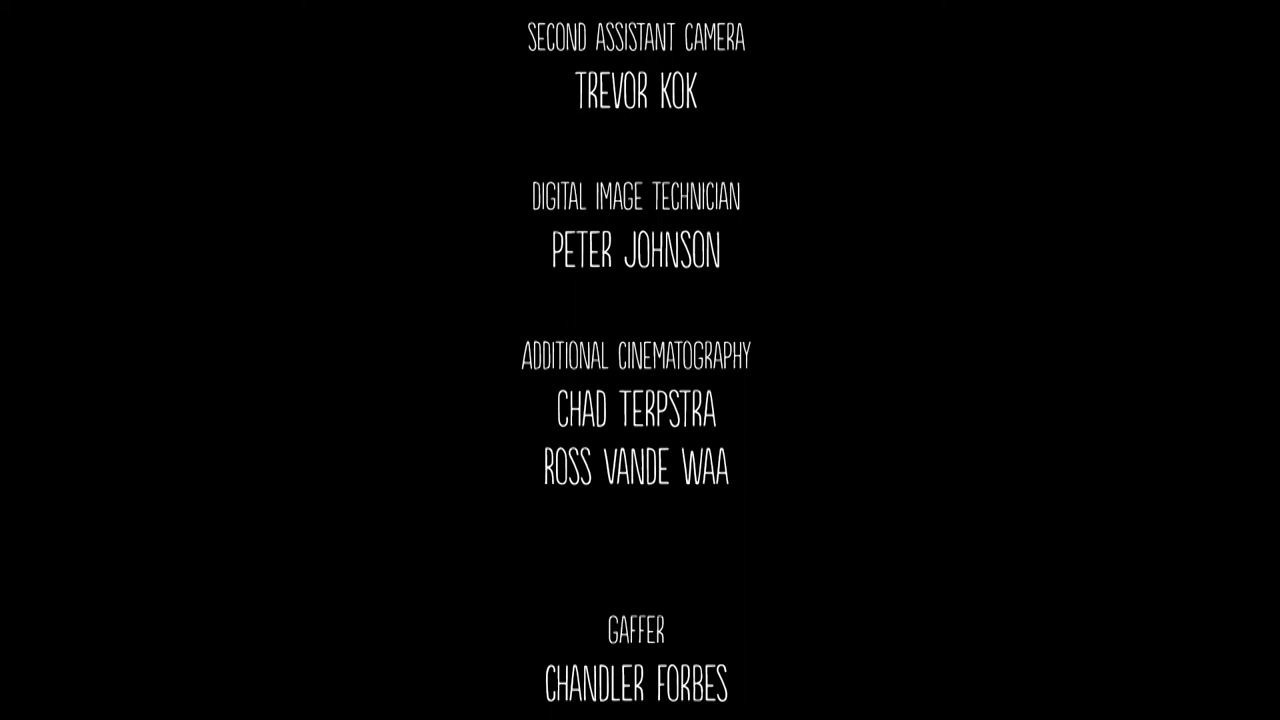 SECOND ASSISTANT CAMERA
TREVOR KOK
DIGITAL IMAGE TECHNICIAN
PETER JOHNSON
ADDITIONAL CINEMATOGRAPHY
CHAD TERPSTRA
ROSS VANDE WAA
GAFFER
CHANDLER FORBES